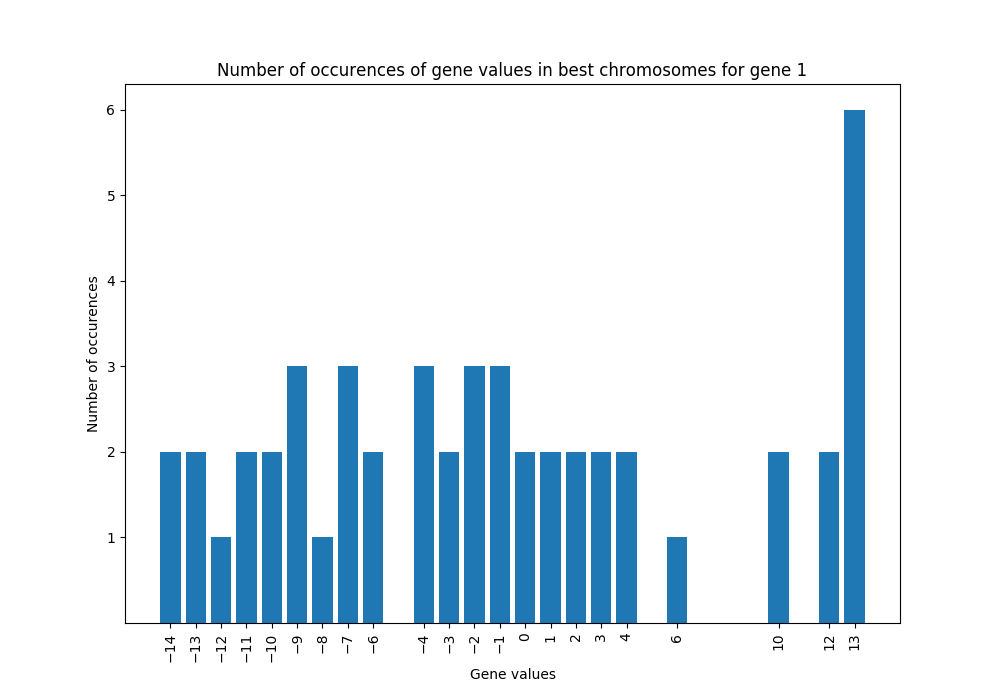 Number of occurences of gene values in best chromosomes for gene 1
6
5
4
3
2
1
Number of occurences
−14 −13 −12 −11 −10 −9 −8 −7 −6 −4 −3 −2 −1 0 1 2 3 4 6 10 12 13
Gene values